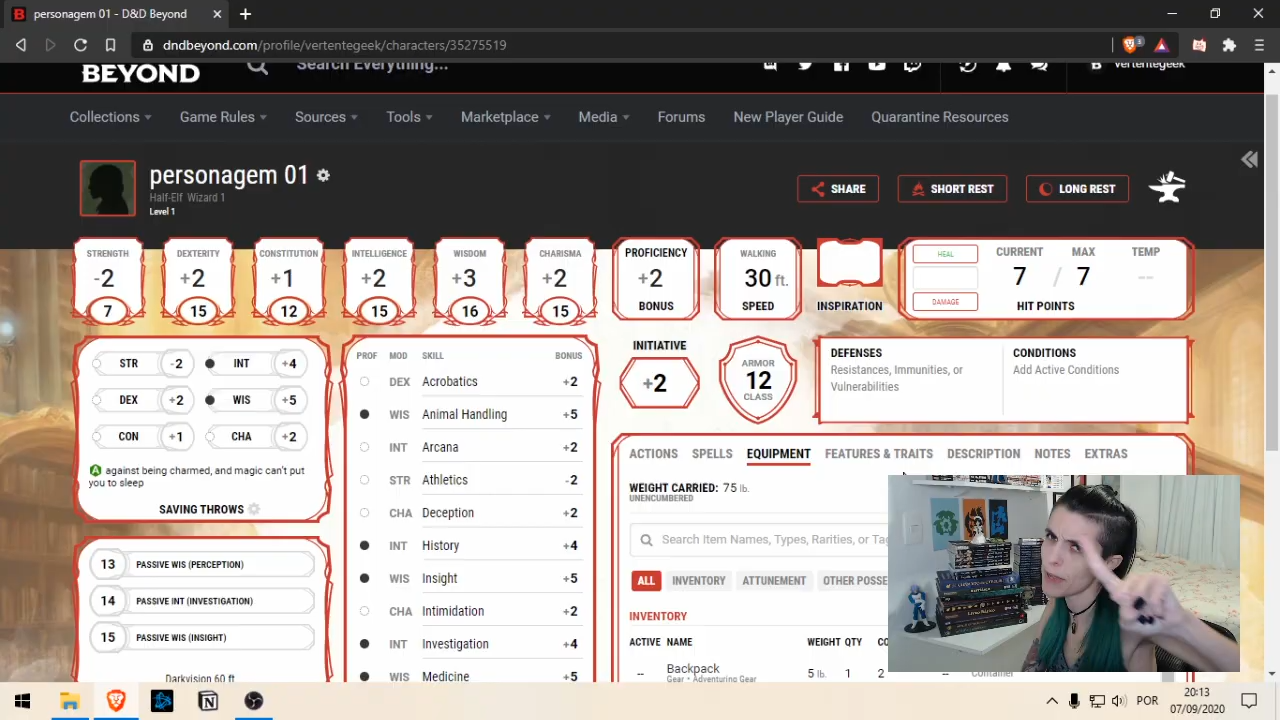 personagem 01 - D&D Beyond
dndbeyond.com/profile/vertentegeek/characters/35275519
3
BEYOND
Search Everything...
vertentegeek
Collections
Game Rules
Sources
Tools
Marketplace
Media
Forums
New Player Guide
Quarantine Resources
personagem 01
Half-Elf Wizard 1
Level 1
SHARE
SHORT REST
LONG REST
STRENGTH
-2
7
DEXTERITY
+2
15
CONSTITUTION
+1
12
INTELLIGENCE
+2
15
WISDOM
+3
16
CHARISMA
+2
15
PROFICIENCY
+2
BONUS
WALKING
30 ft.
SPEED
INSPIRATION
HEAL
DAMAGE
CURRENT
7
/
MAX
7
TEMP
--
HIT POINTS
STR -2
INT +4
DEX +2
WIS +5
CON +1
CHA +2
A against being charmed, and magic can't put
you to sleep
SAVING THROWS
13 PASSIVE WIS (PERCEPTION)
14 PASSIVE INT (INVESTIGATION)
15 PASSIVE WIS (INSIGHT)
Darkvision 60 ft
PROF MOD SKILL BONUS
DEX Acrobatics +2
WIS Animal Handling +5
INT Arcana +2
STR Athletics -2
CHA Deception +2
INT History +4
WIS Insight +5
CHA Intimidation +2
INT Investigation +4
WIS Medicine +5
INITIATIVE
+2
ARMOR
12
CLASS
DEFENSES
Resistances, Immunities, or
Vulnerabilities
CONDITIONS
Add Active Conditions
ACTIONS
SPELLS
EQUIPMENT
FEATURES & TRAITS
DESCRIPTION
NOTES
EXTRAS
WEIGHT CARRIED: 75 lb.
UNENCUMBERED
Search Item Names, Types, Rarities, or Ta
ALL
INVENTORY
ATTUNEMENT
OTHER POSSE
INVENTORY
ACTIVE NAME WEIGHT QTY CO
-- Backpack 5 lb. 1 2 -- Container
Gear • Adventuring Gear
POR
20:13
07/09/2020